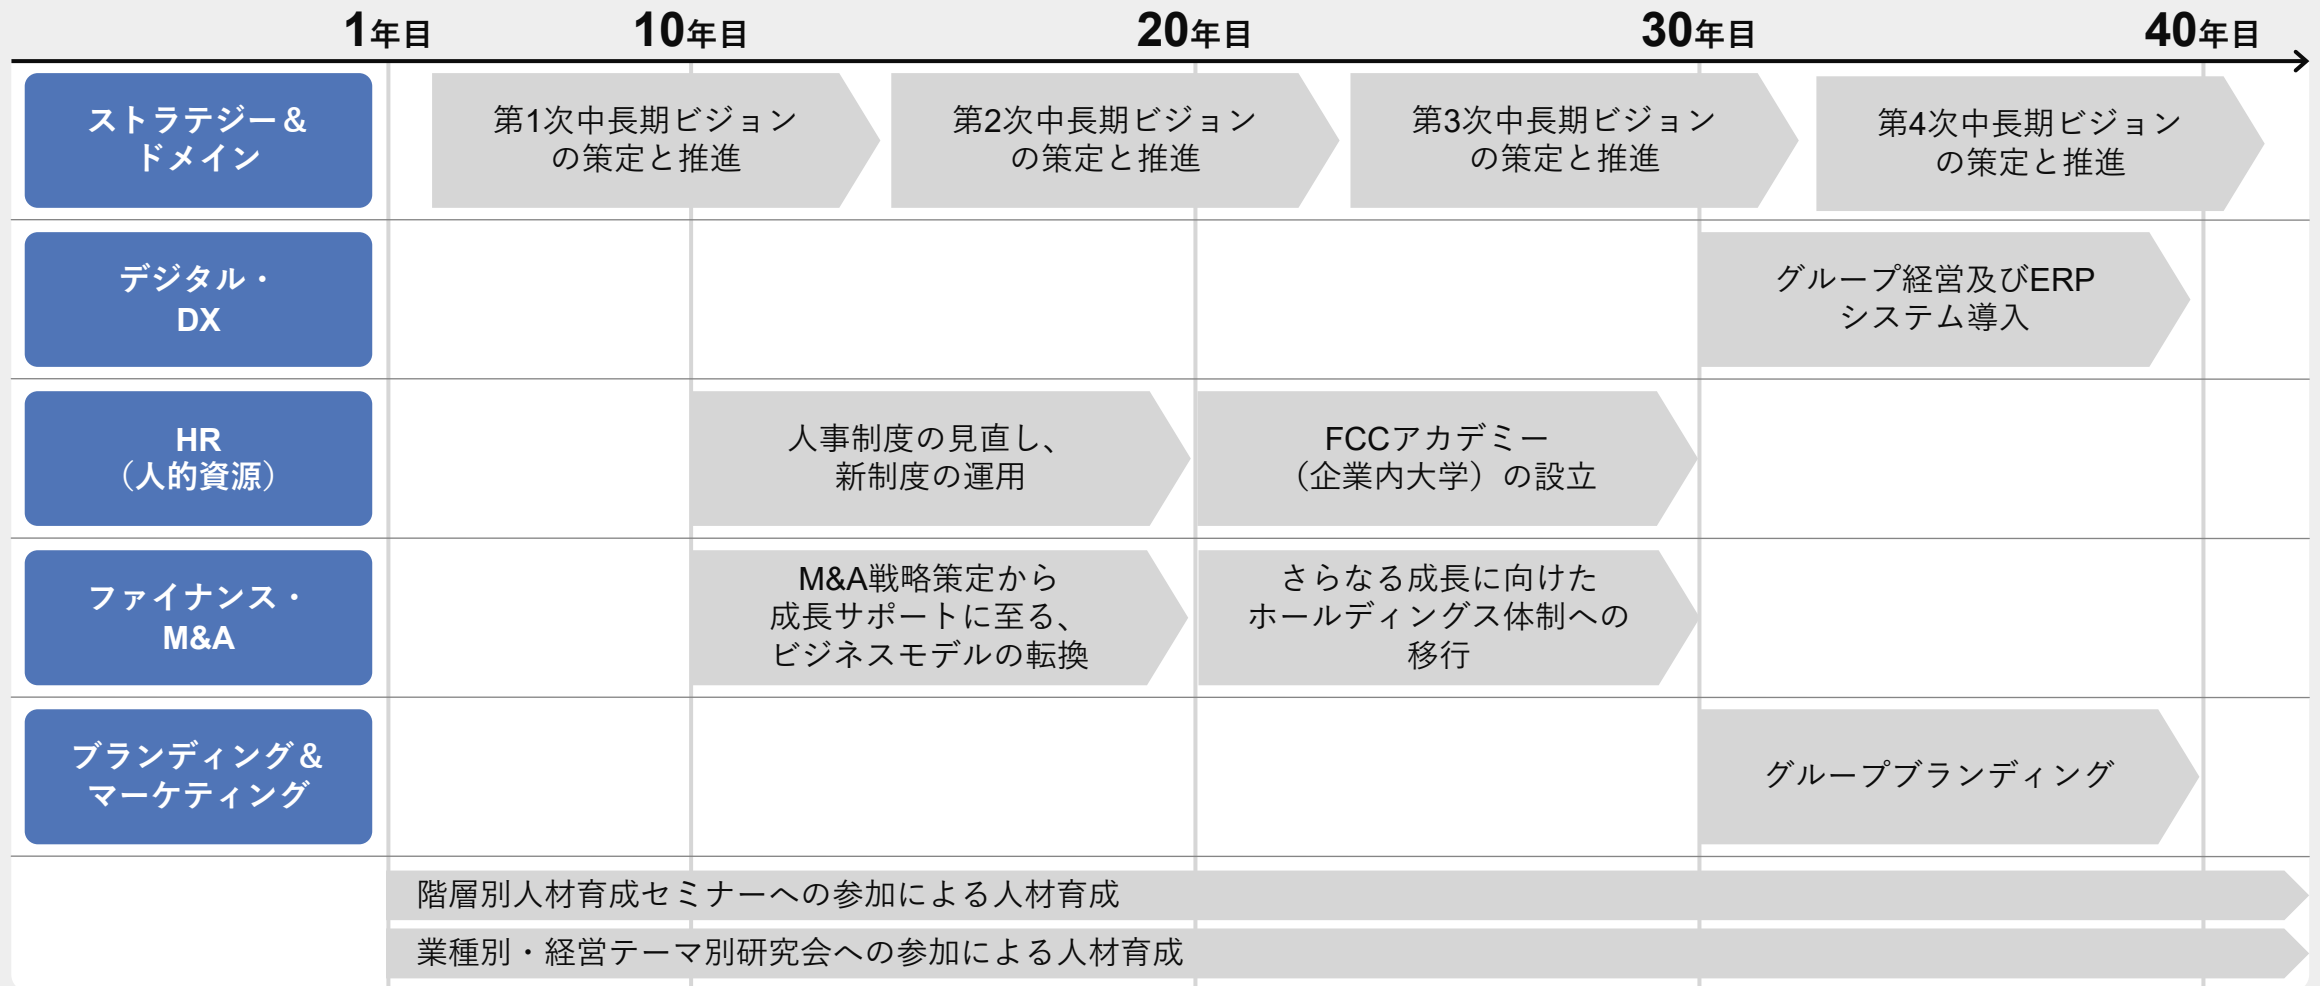 1年目 10年目 20年目 30年目 40年目
ストラテジー＆
ドメイン
第1次中長期ビジョン
の策定と推進
第2次中長期ビジョン
の策定と推進
第3次中長期ビジョン
の策定と推進
第4次中長期ビジョン
の策定と推進
デジタル・
DX
グループ経営及びERP
システム導入
HR
（人的資源）
人事制度の見直し、
新制度の運用
FCCアカデミー
（企業内大学）の設立
ファイナンス・
M&A
M&A戦略策定から
成長サポートに至る、
ビジネスモデルの転換
さらなる成長に向けた
ホールディングス体制への
移行
ブランディング＆
マーケティング
グループブランディング
階層別人材育成セミナーへの参加による人材育成
業種別・経営テーマ別研究会への参加による人材育成